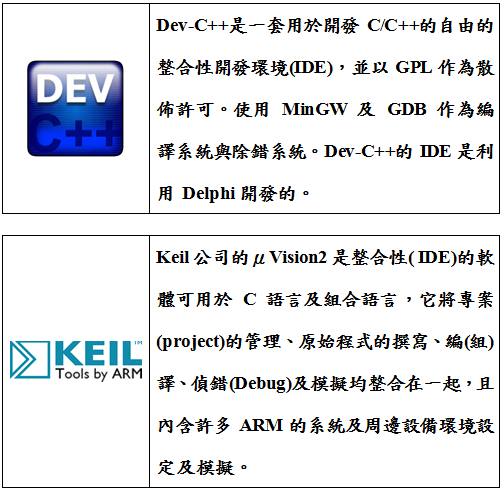 DEV
C++
Dev-C++是一套用於開發 C/C++的自由的
整合性開發環境(IDE)，並以 GPL 作為散
佈許可。使用 MinGW 及 GDB 作為編
譯系統與除錯系統。Dev-C++的 IDE 是利
用 Delphi 開發的。
KEIL™
Tools by ARM
Keil 公司的 μ Vision2 是整合性( IDE)的軟
體可用於 C 語言及組合語言，它將專案
(project)的管理、原始程式的撰寫、編(組)
譯、偵錯(Debug)及模擬均整合在一起，且
內含許多 ARM 的系統及周邊設備環境設
定及模擬。